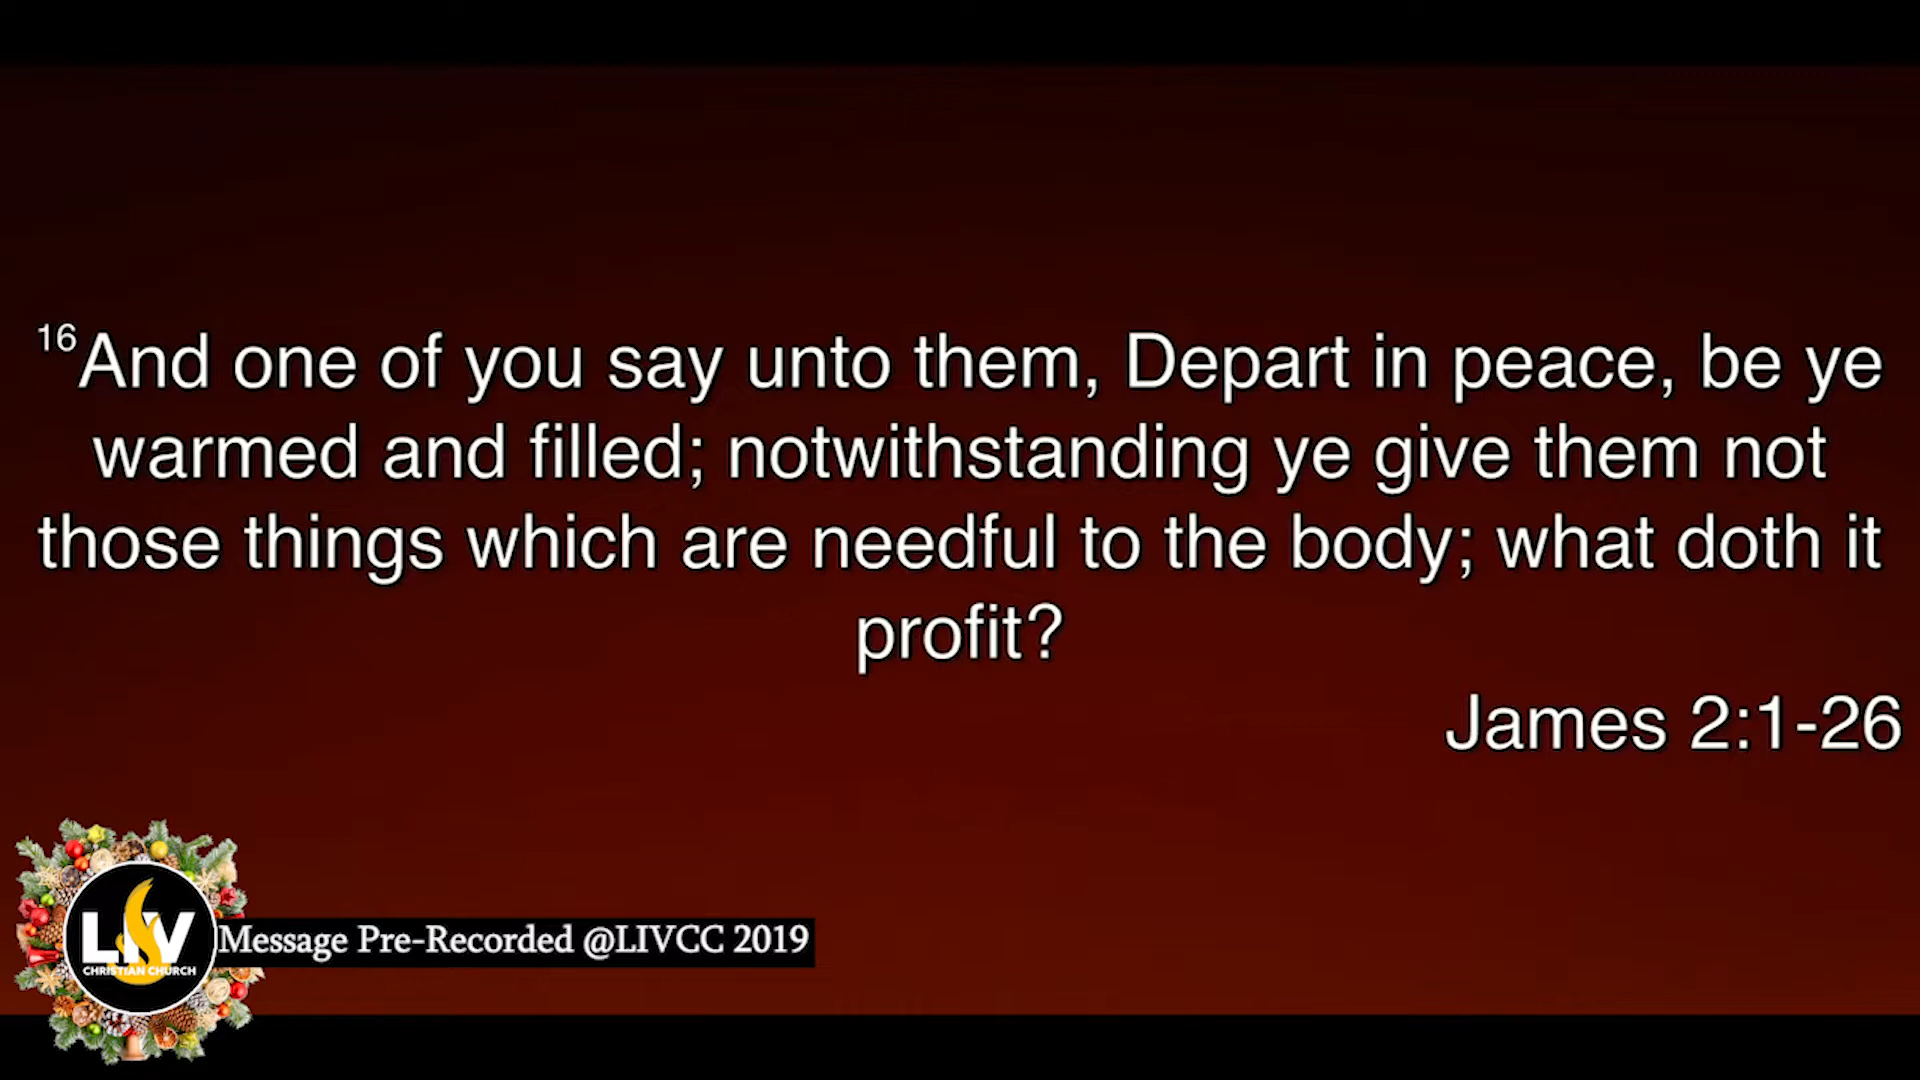 16And one of you say unto them, Depart in peace, be ye
warmed and filled; notwithstanding ye give them not
those things which are needful to the body; what doth it
profit?
James 2:1-26
LIV
CHRISTIAN CHURCH
Message Pre-Recorded @LIVCC 2019